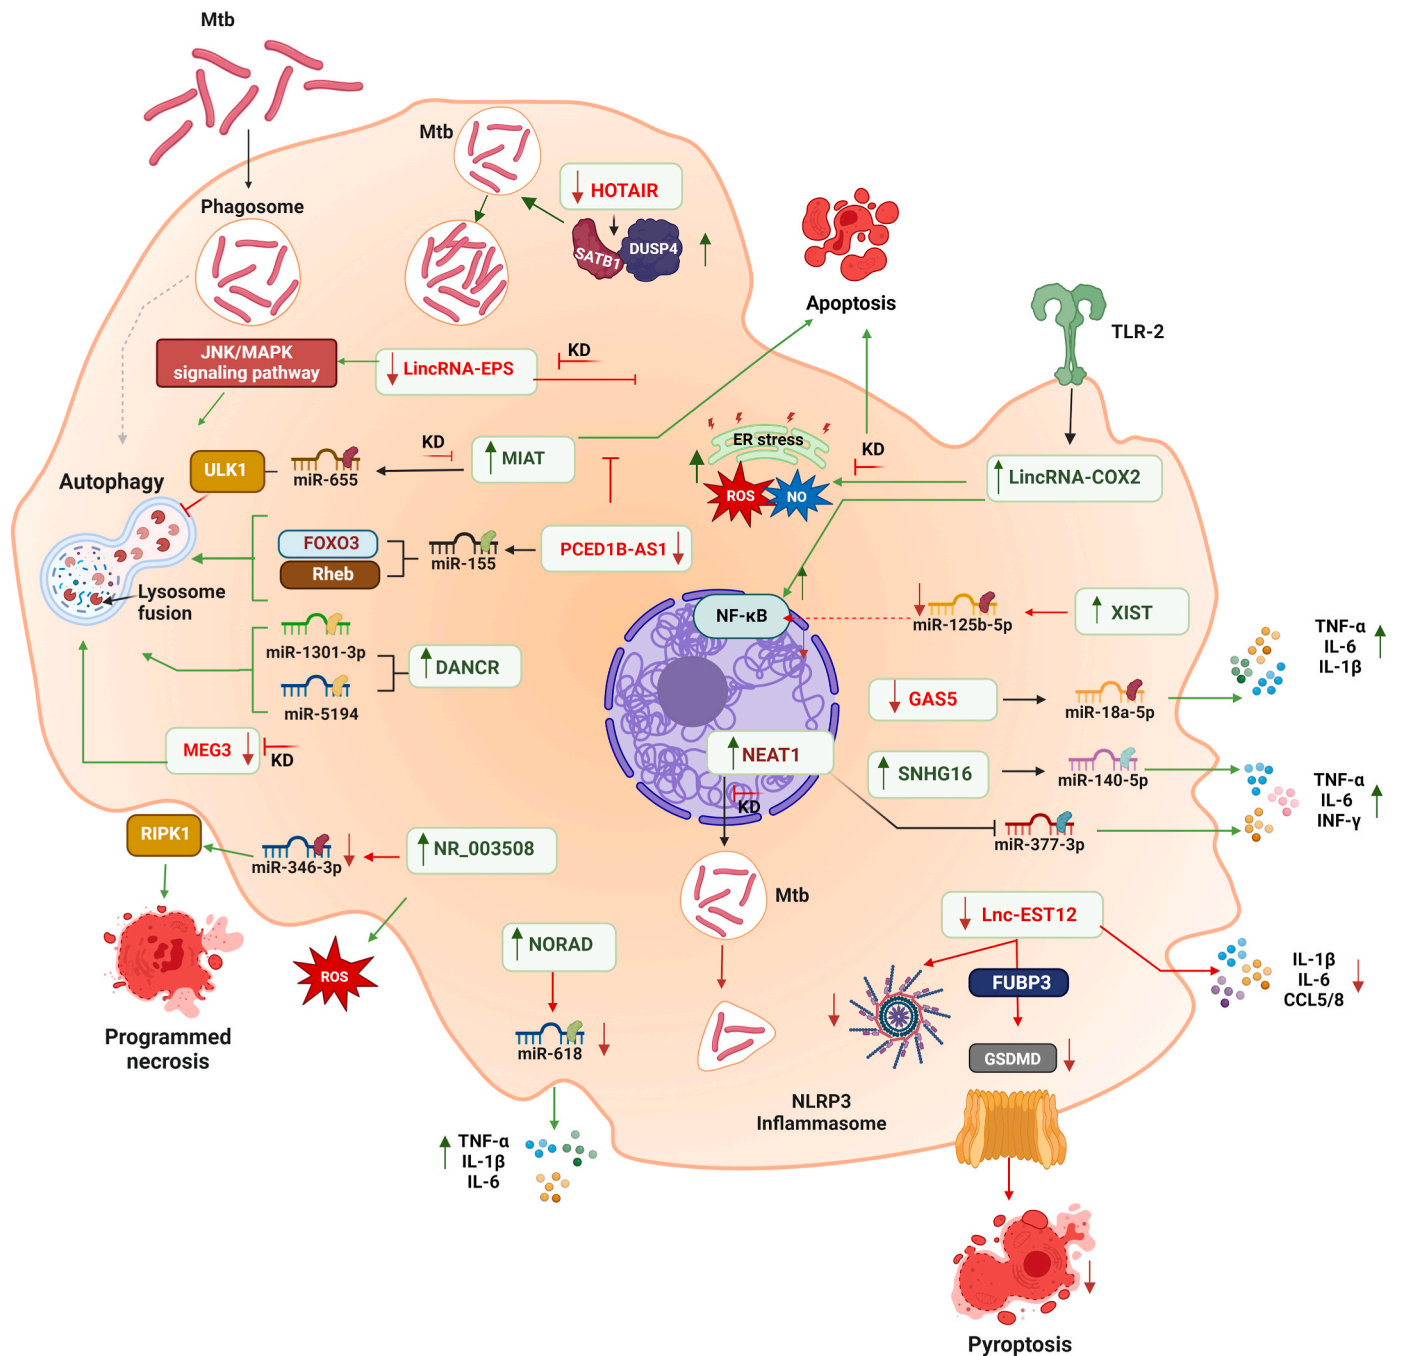 Mtb
Phagosome
Mtb
HOTAIR
SATB1
DUSP4
Apoptosis
TLR-2
JNK/MAPK
signaling pathway
LincRNA-EPS
KD
KD
MIAT
ULK1
miR-655
ER stress
ROS
NO
KD
LincRNA-COX2
Autophagy
FOXO3
Rheb
miR-155
PCED1B-AS1
Lysosome
fusion
miR-1301-3p
miR-5194
DANCR
NF-κB
miR-125b-5p
XIST
TNF-α
IL-6
IL-1β
GAS5
miR-18a-5p
MEG3
KD
NEAT1
KD
SNHG16
miR-140-5p
miR-377-3p
TNF-α
IL-6
INF-γ
RIPK1
miR-346-3p
NR_003508
Mtb
ROS
NORAD
miR-618
Lnc-EST12
FUBP3
GSDMD
IL-1β
IL-6
CCL5/8
Programmed
necrosis
NLRP3
Inflammasome
TNF-α
IL-1β
IL-6
Pyroptosis